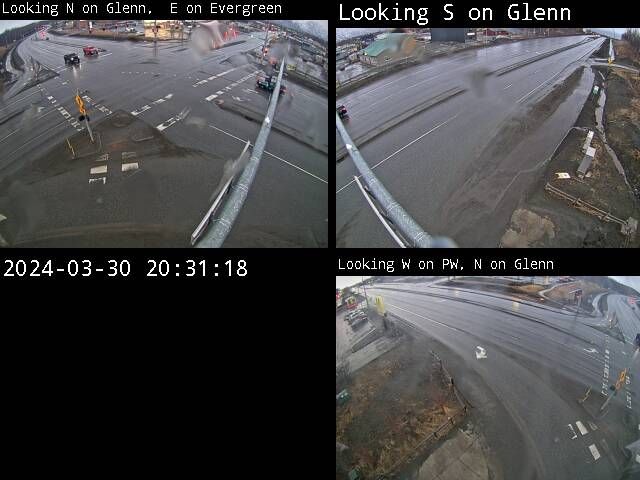 Looking N on Glenn,  E on Evergreen
Looking S on Glenn
2024-03-30 20:31:18
Looking W on PW, N on Glenn